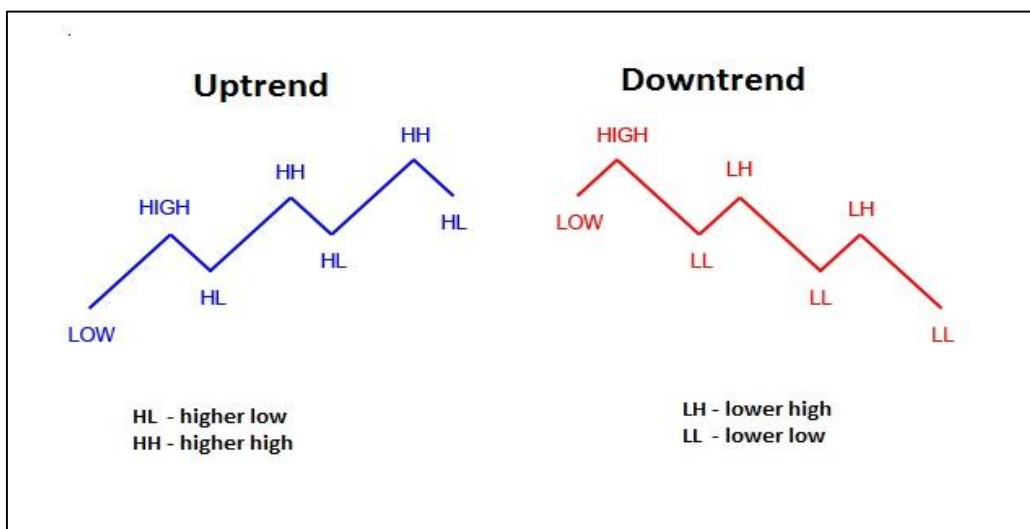 Uptrend
HH
HH
HIGH
HL
HL
HL
LOW
HL - higher low
HH - higher high
Downtrend
HIGH
LH
LH
LOW
LL
LL
LL
LH - lower high
LL - lower low